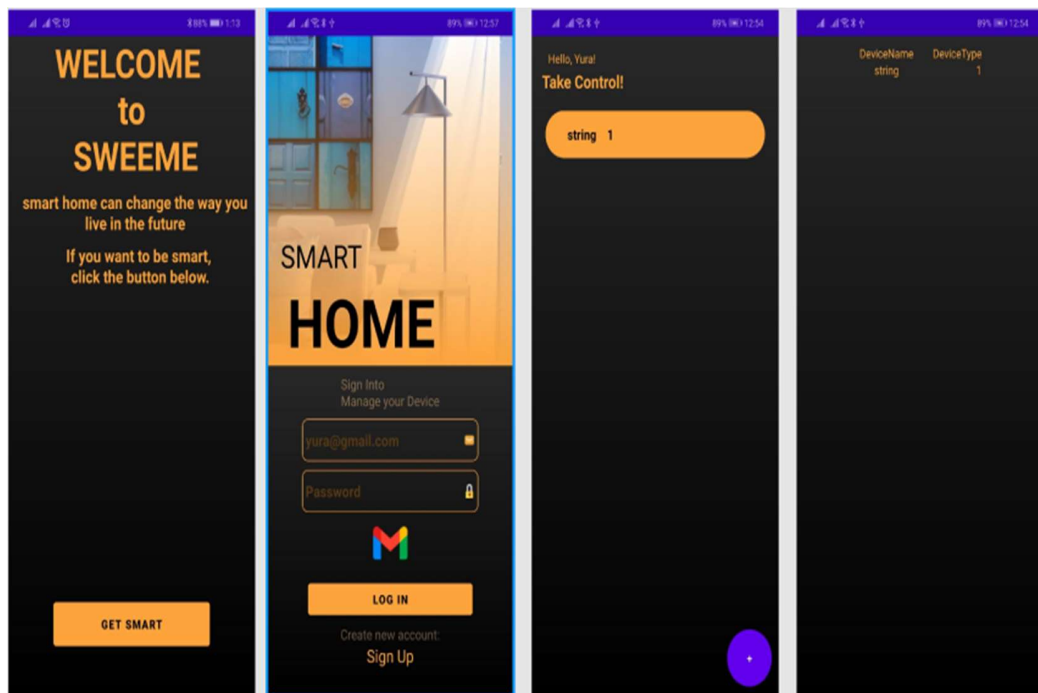 88% 1:13
WELCOME
to
SWEEME
smart home can change the way you
live in the future
If you want to be smart,
click the button below.
GET SMART
89% 12:57
SMART
HOME
Sign Into
Manage your Device
yura@gmail.com
Password
LOG IN
Create new account:
Sign Up
89% 12:54
Hello, Yura!
Take Control!
string 1
+
89% 12:54
DeviceName DeviceType
string 1